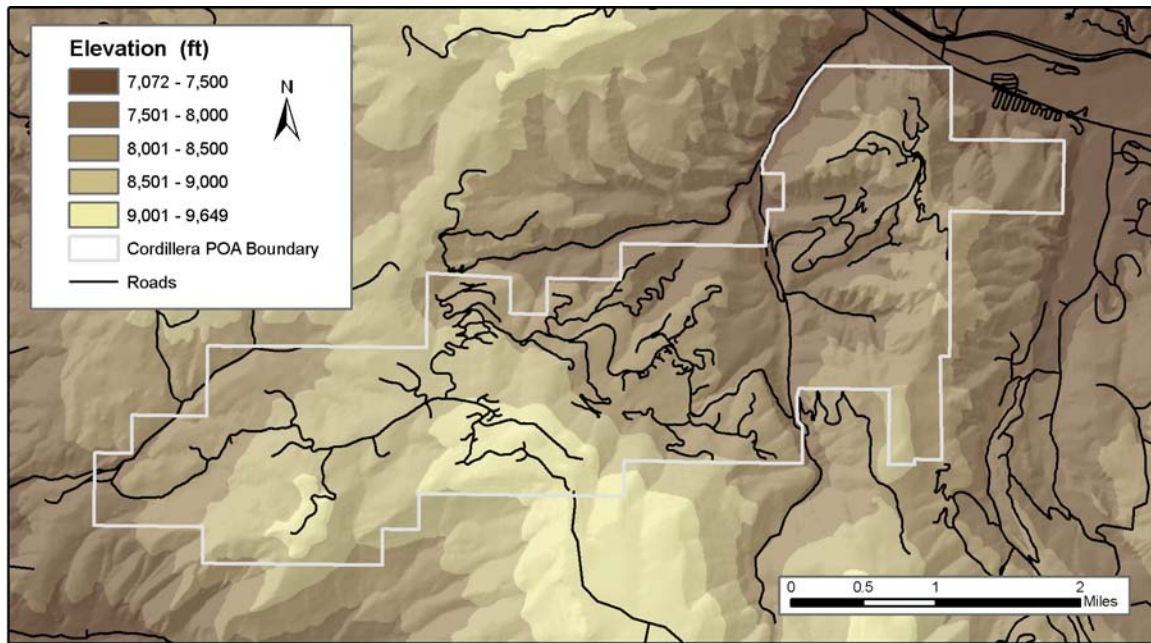 Elevation (ft)
7,072 - 7,500
7,501 - 8,000
8,001 - 8,500
8,501 - 9,000
9,001 - 9,649
Cordillera POA Boundary
Roads
N
0 0.5 1 2
Miles